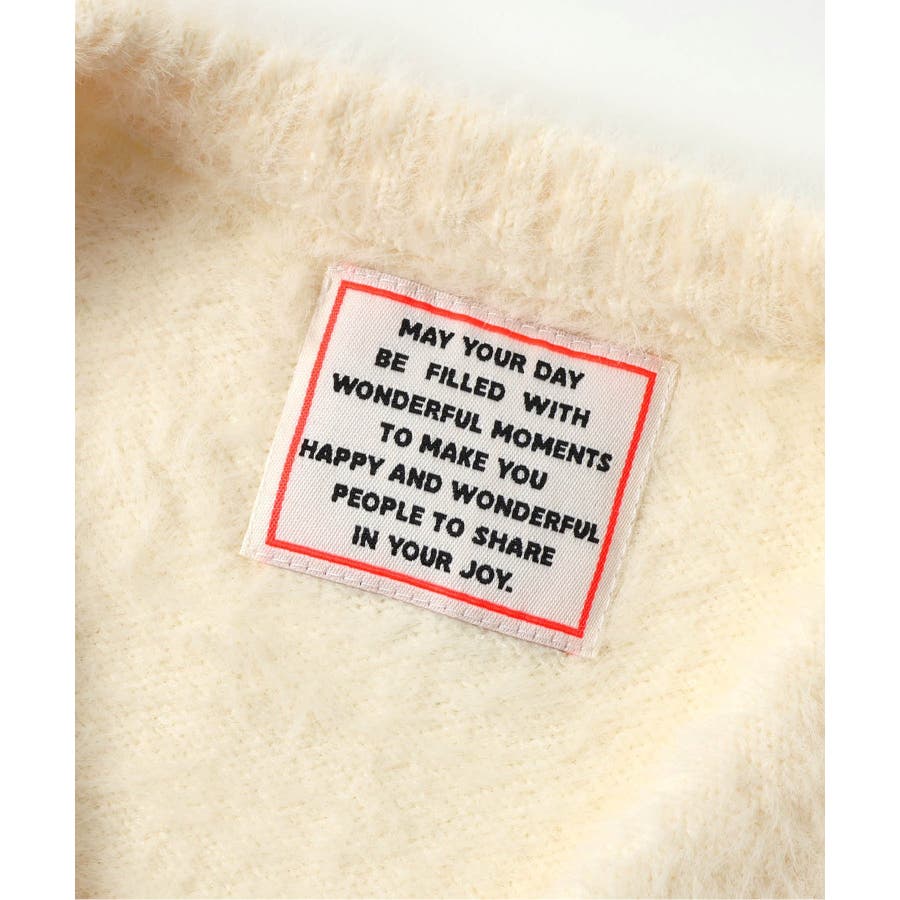 MAY YOUR DAY
BE FILLED WITH
WONDERFUL MOMENTS
TO MAKE YOU
HAPPY AND WONDERFUL
PEOPLE TO SHARE
IN YOUR JOY.